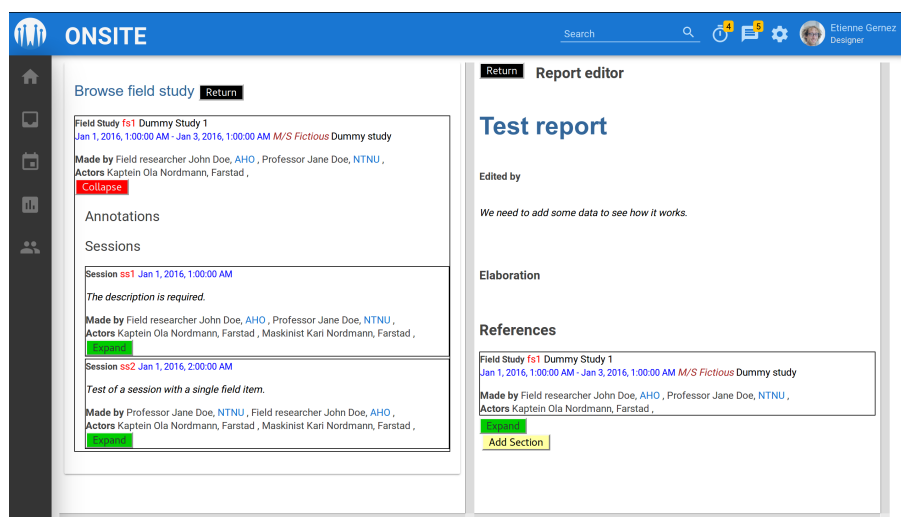 ONSITE
Search
4
5
Etienne Gernez
Designer
Browse field study Return
Field Study fs1 Dummy Study 1
Jan 1, 2016, 1:00:00 AM - Jan 3, 2016, 1:00:00 AM M/S Fictious Dummy study
Made by Field researcher John Doe, AHO , Professor Jane Doe, NTNU ,
Actors Kaptein Ola Nordmann, Farstad ,
Collapse
Annotations
Sessions
Session ss1 Jan 1, 2016, 1:00:00 AM
The description is required.
Made by Field researcher John Doe, AHO , Professor Jane Doe, NTNU ,
Actors Kaptein Ola Nordmann, Farstad , Maskinist Kari Nordmann, Farstad ,
Expand
Session ss2 Jan 1, 2016, 2:00:00 AM
Test of a session with a single field item.
Made by Professor Jane Doe, NTNU , Field researcher John Doe, AHO ,
Actors Kaptein Ola Nordmann, Farstad , Maskinist Kari Nordmann, Farstad ,
Expand
Return Report editor
Test report
Edited by
We need to add some data to see how it works.
Elaboration
References
Field Study fs1 Dummy Study 1
Jan 1, 2016, 1:00:00 AM - Jan 3, 2016, 1:00:00 AM M/S Fictious Dummy study
Made by Field researcher John Doe, AHO , Professor Jane Doe, NTNU ,
Actors Kaptein Ola Nordmann, Farstad ,
Expand
Add Section